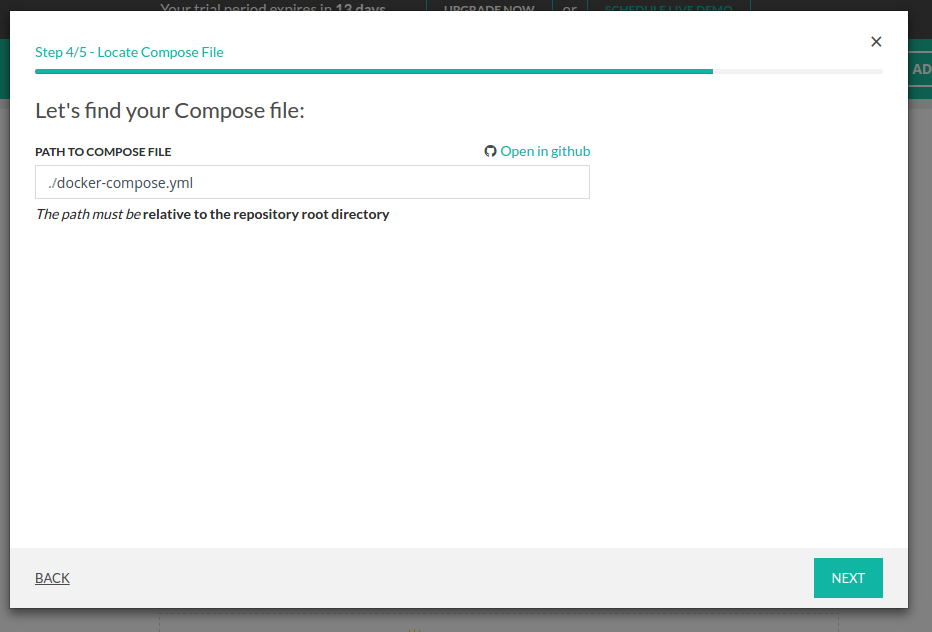 Your trial period expires in 13 days
UPGRADE NOW or SCHEDULE LIVE DEMO
Step 4/5 - Locate Compose File
×
AD
Let's find your Compose file:
PATH TO COMPOSE FILE
Open in github
./docker-compose.yml
The path must be relative to the repository root directory
BACK
NEXT